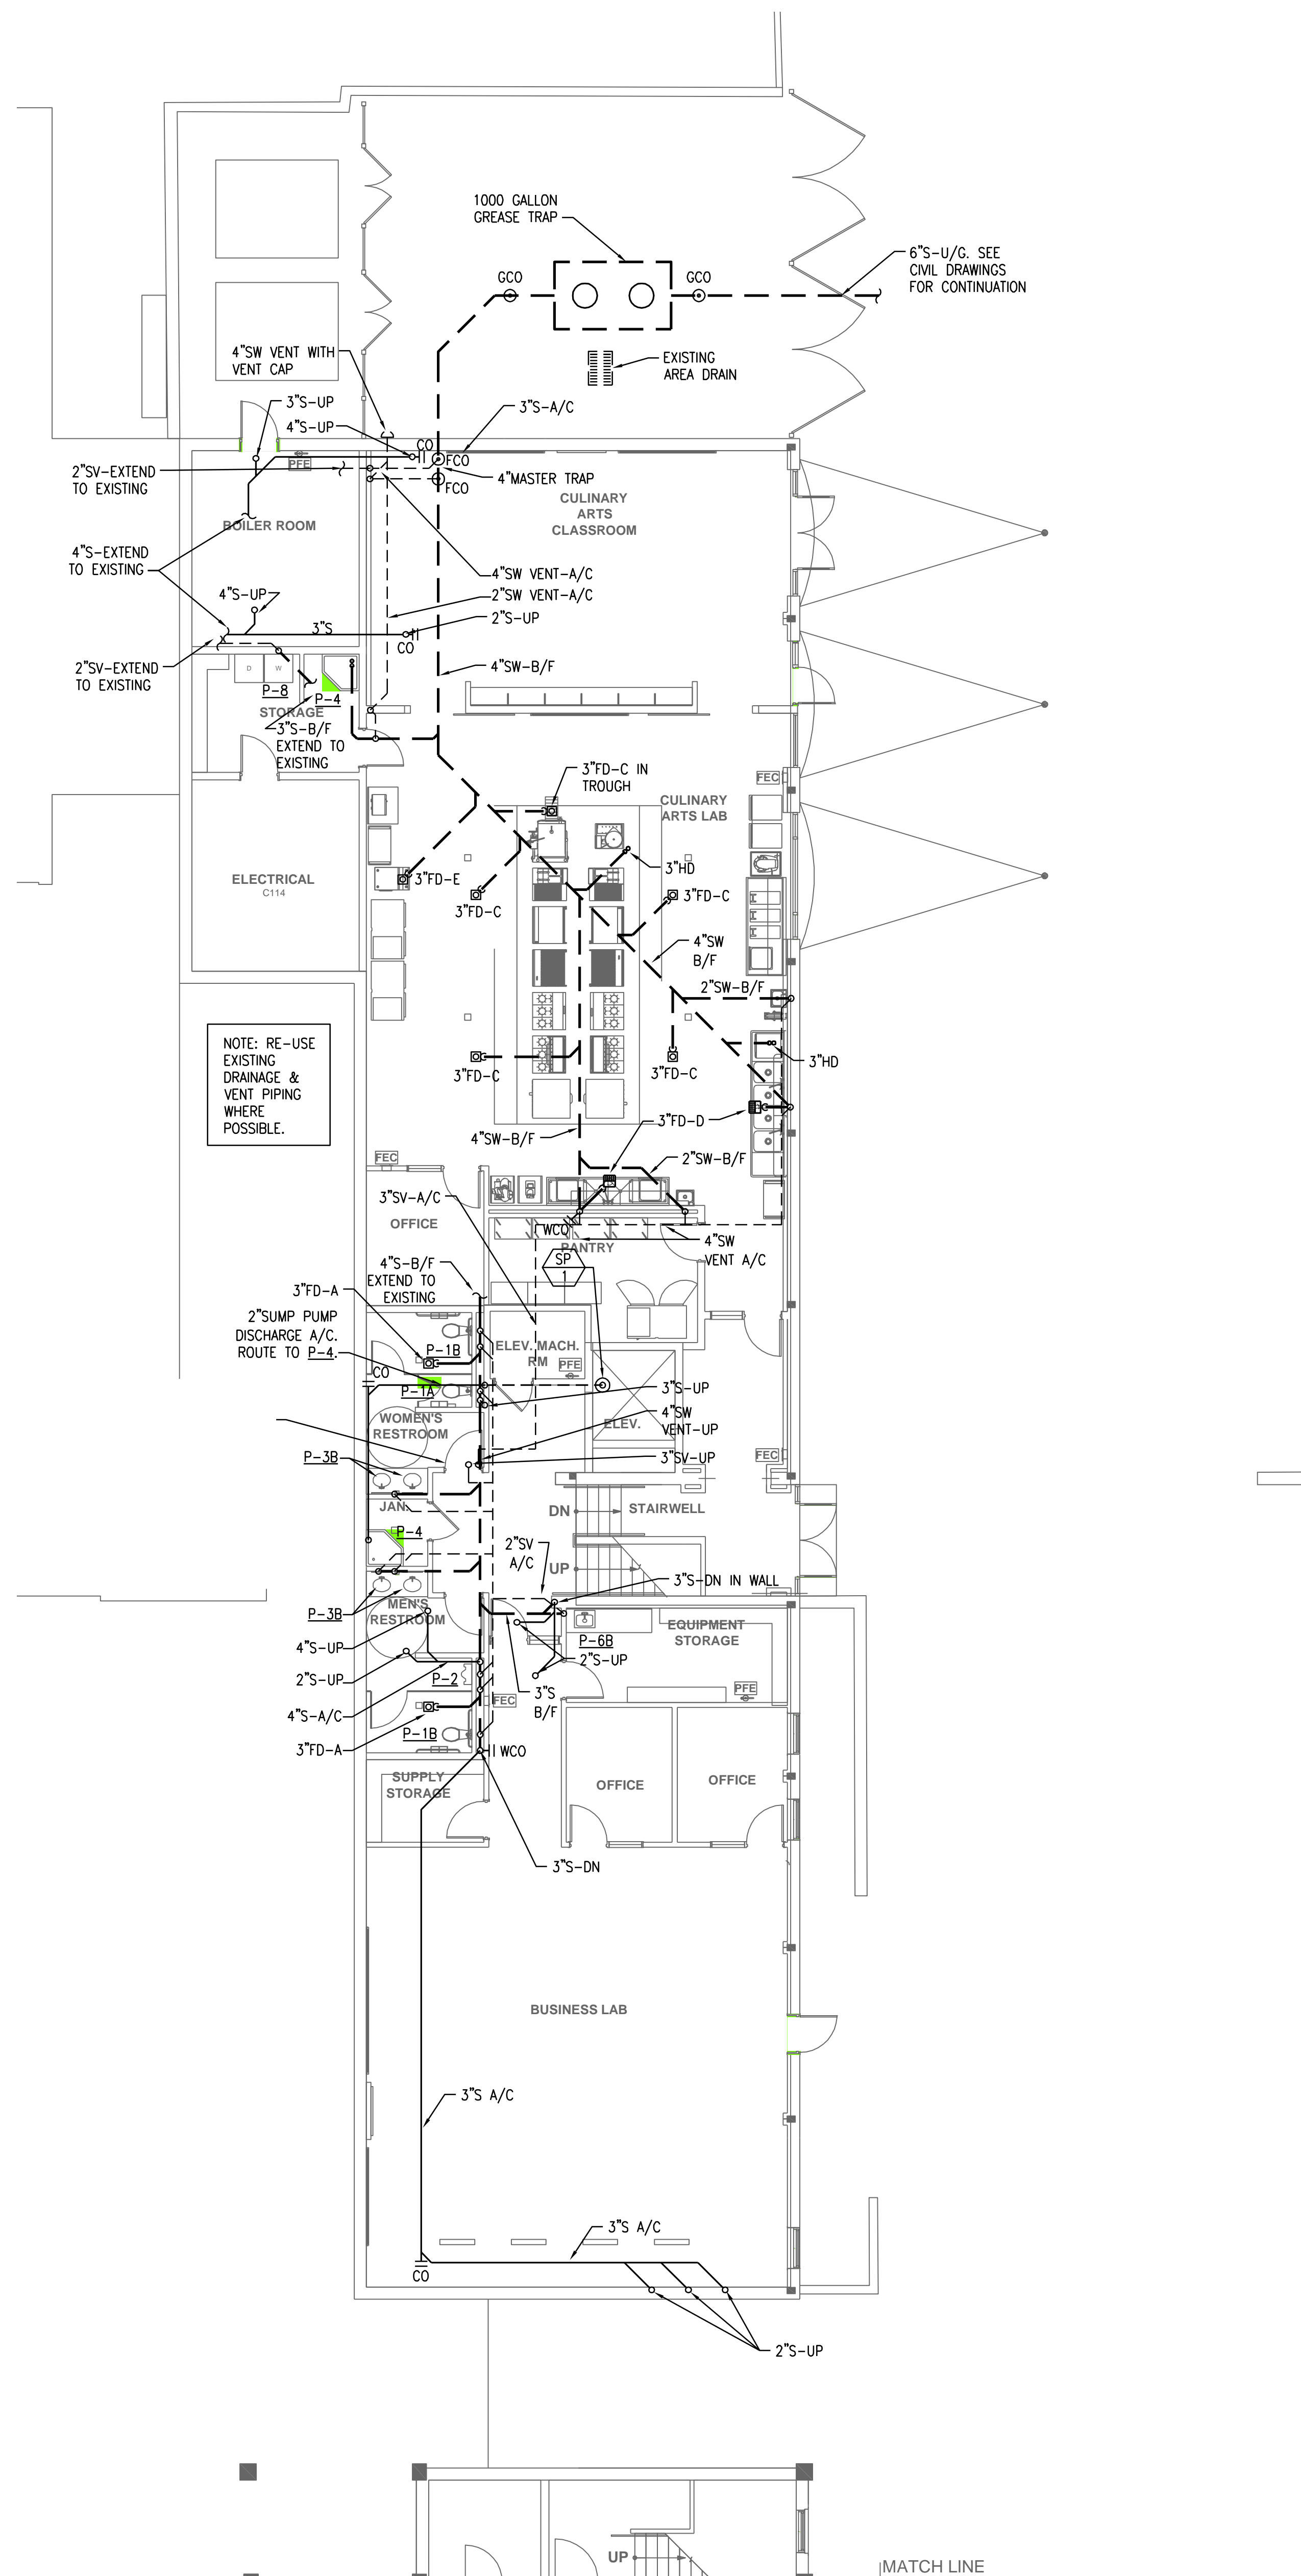 1000 GALLON
GREASE TRAP
GCO
GCO
6"S-U/G. SEE
CIVIL DRAWINGS
FOR CONTINUATION
4"SW VENT WITH
VENT CAP
EXISTING
AREA DRAIN
3"S-UP
3"S-A/C
4"S-UP
CO
FCO
PFE
2"SV-EXTEND
TO EXISTING
4"MASTER TRAP
FCO
CULINARY
ARTS
CLASSROOM
BOILER ROOM
4"S-EXTEND
TO EXISTING
4"SW VENT-A/C
4"S-UP
2"SW VENT-A/C
2"S-UP
3"S
CO
2"SV-EXTEND
TO EXISTING
4"SW-B/F
D
W
P-8
P-4
STORAGE
3"S-B/F
EXTEND TO
EXISTING
3"FD-C IN
TROUGH
FEC
CULINARY
ARTS LAB
3"HD
ELECTRICAL
C114
3"FD-E
3"FD-C
3"FD-C
4"SW
B/F
2"SW-B/F
NOTE: RE-USE
EXISTING
DRAINAGE &
VENT PIPING
WHERE
POSSIBLE.
3"HD
3"FD-C
3"FD-C
3"FD-D
4"SW-B/F
FEC
2"SW-B/F
3"SV-A/C
OFFICE
WCO
4"SW
VENT A/C
PANTRY
SP
1
4"S-B/F
EXTEND TO
EXISTING
3"FD-A
2"SUMP PUMP
DISCHARGE A/C.
ROUTE TO P-4.
P-1B
ELEV. MACH.
RM
PFE
CO
P-1A
3"S-UP
WOMEN'S
RESTROOM
4"SW
VENT-UP
ELEV.
P-3B
3"SV-UP
FEC
JAN.
DN
STAIRWELL
P-4
2"SV
A/C
UP
3"S-DN IN WALL
P-3B
MEN'S
RESTROOM
EQUIPMENT
STORAGE
4"S-UP
P-6B
2"S-UP
2"S-UP
P-2
3"S
B/F
FEC
PFE
4"S-A/C
P-1B
3"FD-A
WCO
SUPPLY
STORAGE
OFFICE
OFFICE
3"S-DN
BUSINESS LAB
3"S A/C
3"S A/C
CO
2"S-UP
UP
MATCH LINE